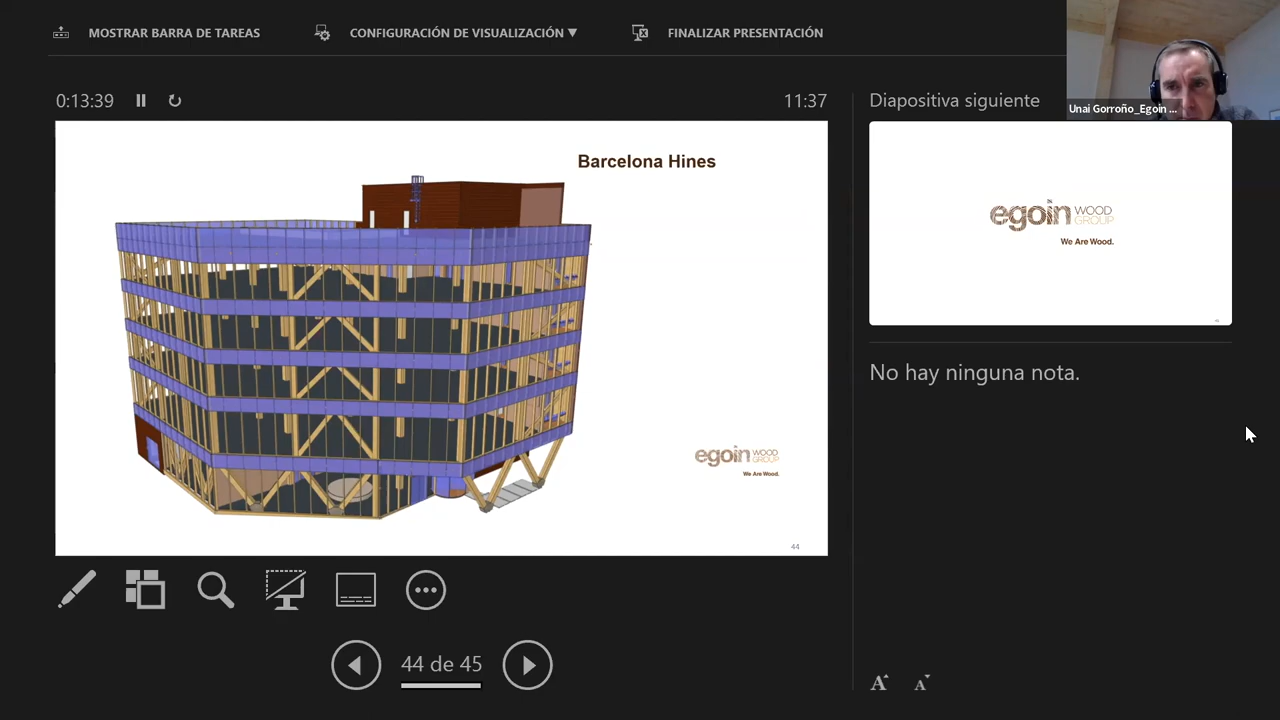 MOSTRAR BARRA DE TAREAS
CONFIGURACIÓN DE VISUALIZACIÓN ▼
FINALIZAR PRESENTACIÓN
0:13:39
11:37
Diapositiva siguiente
Unai Gorroño_Egoin ...
Barcelona Hines
egoin WOOD GROUP
We Are Wood.
44
egoin WOOD GROUP
We Are Wood.
No hay ninguna nota.
44 de 45
A A